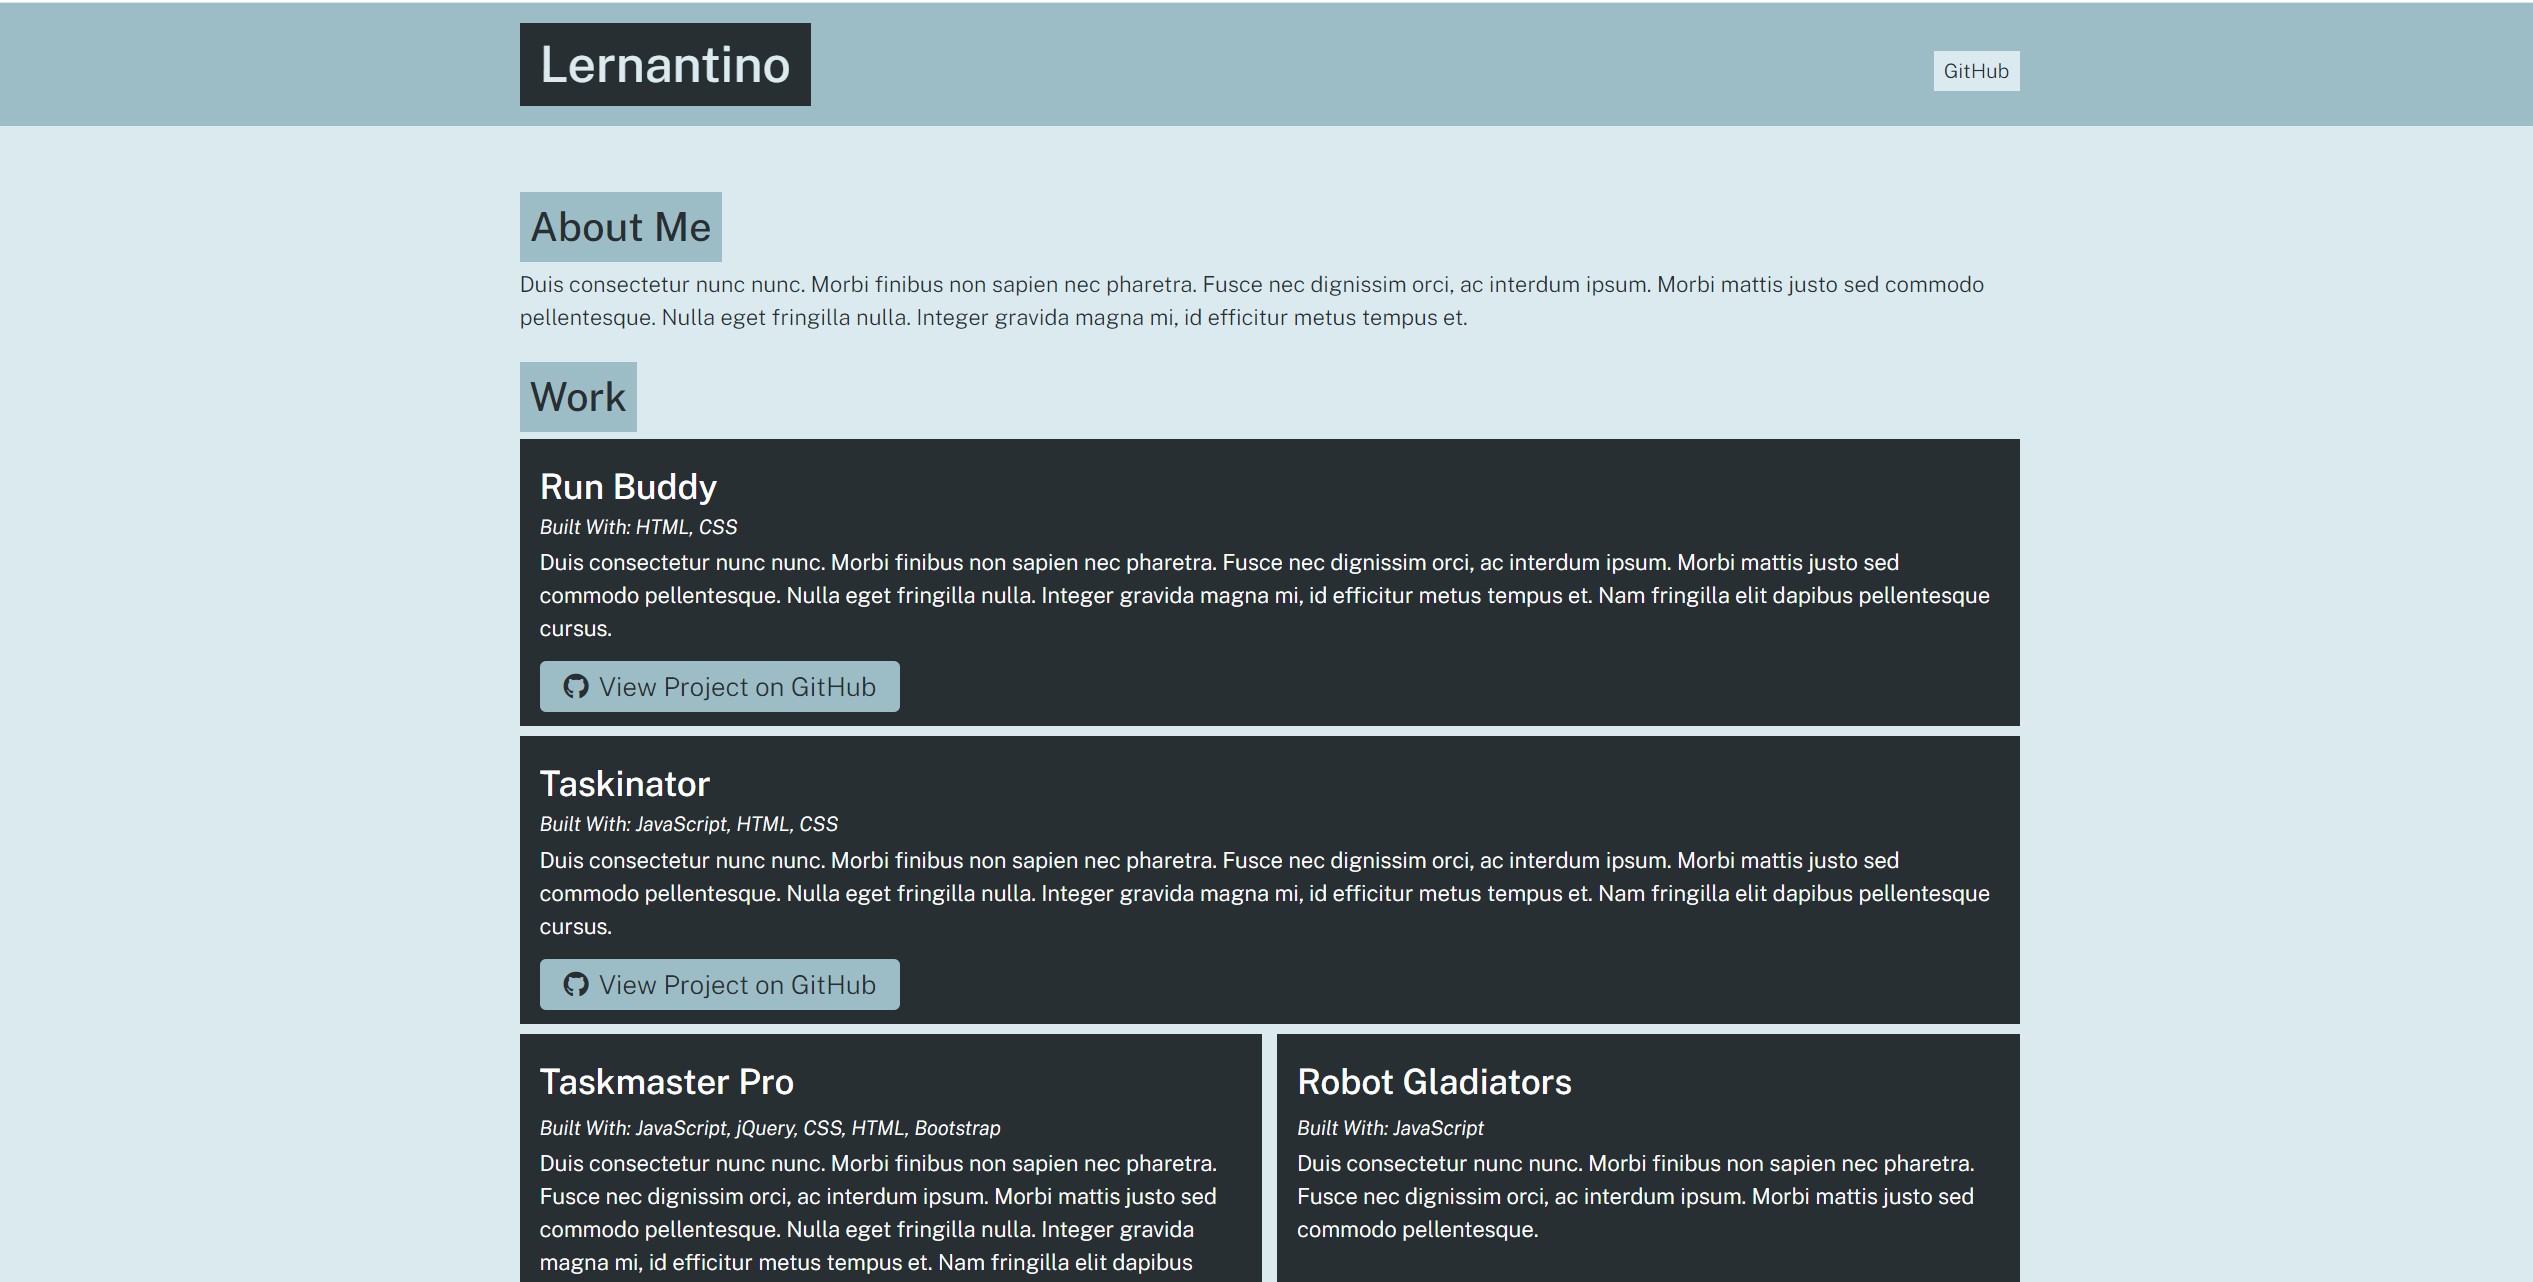 Lernantino
GitHub
About Me
Duis consectetur nunc nunc. Morbi finibus non sapien nec pharetra. Fusce nec dignissim orci, ac interdum ipsum. Morbi mattis justo sed commodo
pellentesque. Nulla eget fringilla nulla. Integer gravida magna mi, id efficitur metus tempus et.
Work
Run Buddy
Built With: HTML, CSS
Duis consectetur nunc nunc. Morbi finibus non sapien nec pharetra. Fusce nec dignissim orci, ac interdum ipsum. Morbi mattis justo sed
commodo pellentesque. Nulla eget fringilla nulla. Integer gravida magna mi, id efficitur metus tempus et. Nam fringilla elit dapibus pellentesque
cursus.
View Project on GitHub
Taskinator
Built With: JavaScript, HTML, CSS
Duis consectetur nunc nunc. Morbi finibus non sapien nec pharetra. Fusce nec dignissim orci, ac interdum ipsum. Morbi mattis justo sed
commodo pellentesque. Nulla eget fringilla nulla. Integer gravida magna mi, id efficitur metus tempus et. Nam fringilla elit dapibus pellentesque
cursus.
View Project on GitHub
Taskmaster Pro
Built With: JavaScript, jQuery, CSS, HTML, Bootstrap
Duis consectetur nunc nunc. Morbi finibus non sapien nec pharetra.
Fusce nec dignissim orci, ac interdum ipsum. Morbi mattis justo sed
commodo pellentesque. Nulla eget fringilla nulla. Integer gravida
magna mi, id efficitur metus tempus et. Nam fringilla elit dapibus
Robot Gladiators
Built With: JavaScript
Duis consectetur nunc nunc. Morbi finibus non sapien nec pharetra.
Fusce nec dignissim orci, ac interdum ipsum. Morbi mattis justo sed
commodo pellentesque.